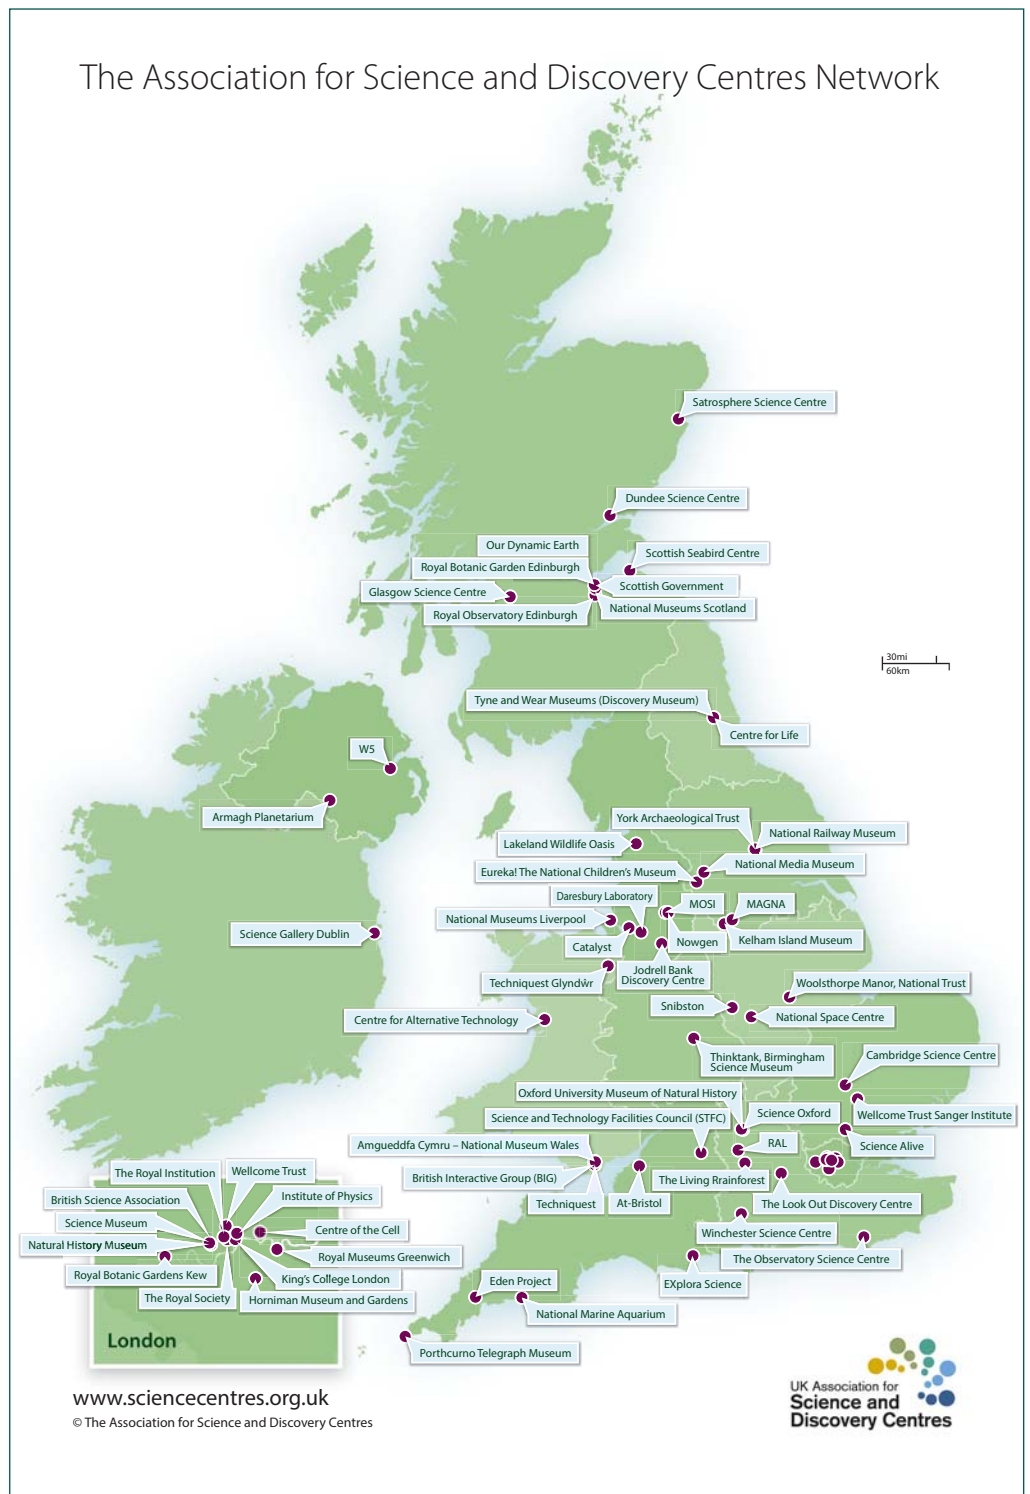 The Association for Science and Discovery Centres Network
Satrosphere Science Centre
Dundee Science Centre
Our Dynamic Earth
Scottish Seabird Centre
Royal Botanic Garden Edinburgh
Scottish Government
Glasgow Science Centre
National Museums Scotland
Royal Observatory Edinburgh
30mi
60km
Tyne and Wear Museums (Discovery Museum)
Centre for Life
W5
Armagh Planetarium
York Archaeological Trust
National Railway Museum
Lakeland Wildlife Oasis
National Media Museum
Eureka! The National Children's Museum
Daresbury Laboratory
MOSI
MAGNA
National Museums Liverpool
Science Gallery Dublin
Catalyst
Nowgen
Kelham Island Museum
Jodrell Bank
Discovery Centre
Techniquest Glyndŵr
Woolsthorpe Manor, National Trust
Snibston
National Space Centre
Centre for Alternative Technology
Thinktank, Birmingham
Science Museum
Cambridge Science Centre
Oxford University Museum of Natural History
Science Oxford
Wellcome Trust Sanger Institute
Science and Technology Facilities Council (STFC)
RAL
Science Alive
Amgueddfa Cymru – National Museum Wales
British Interactive Group (BIG)
The Living Rrainforest
Techniquest
At-Bristol
The Look Out Discovery Centre
Winchester Science Centre
The Observatory Science Centre
EXplora Science
Eden Project
National Marine Aquarium
Porthcurno Telegraph Museum
The Royal Institution
Wellcome Trust
British Science Association
Institute of Physics
Science Museum
Centre of the Cell
Natural History Museum
Royal Museums Greenwich
Royal Botanic Gardens Kew
King's College London
The Royal Society
Horniman Museum and Gardens
London
www.sciencecentres.org.uk
© The Association for Science and Discovery Centres
UK Association for
Science and
Discovery Centres